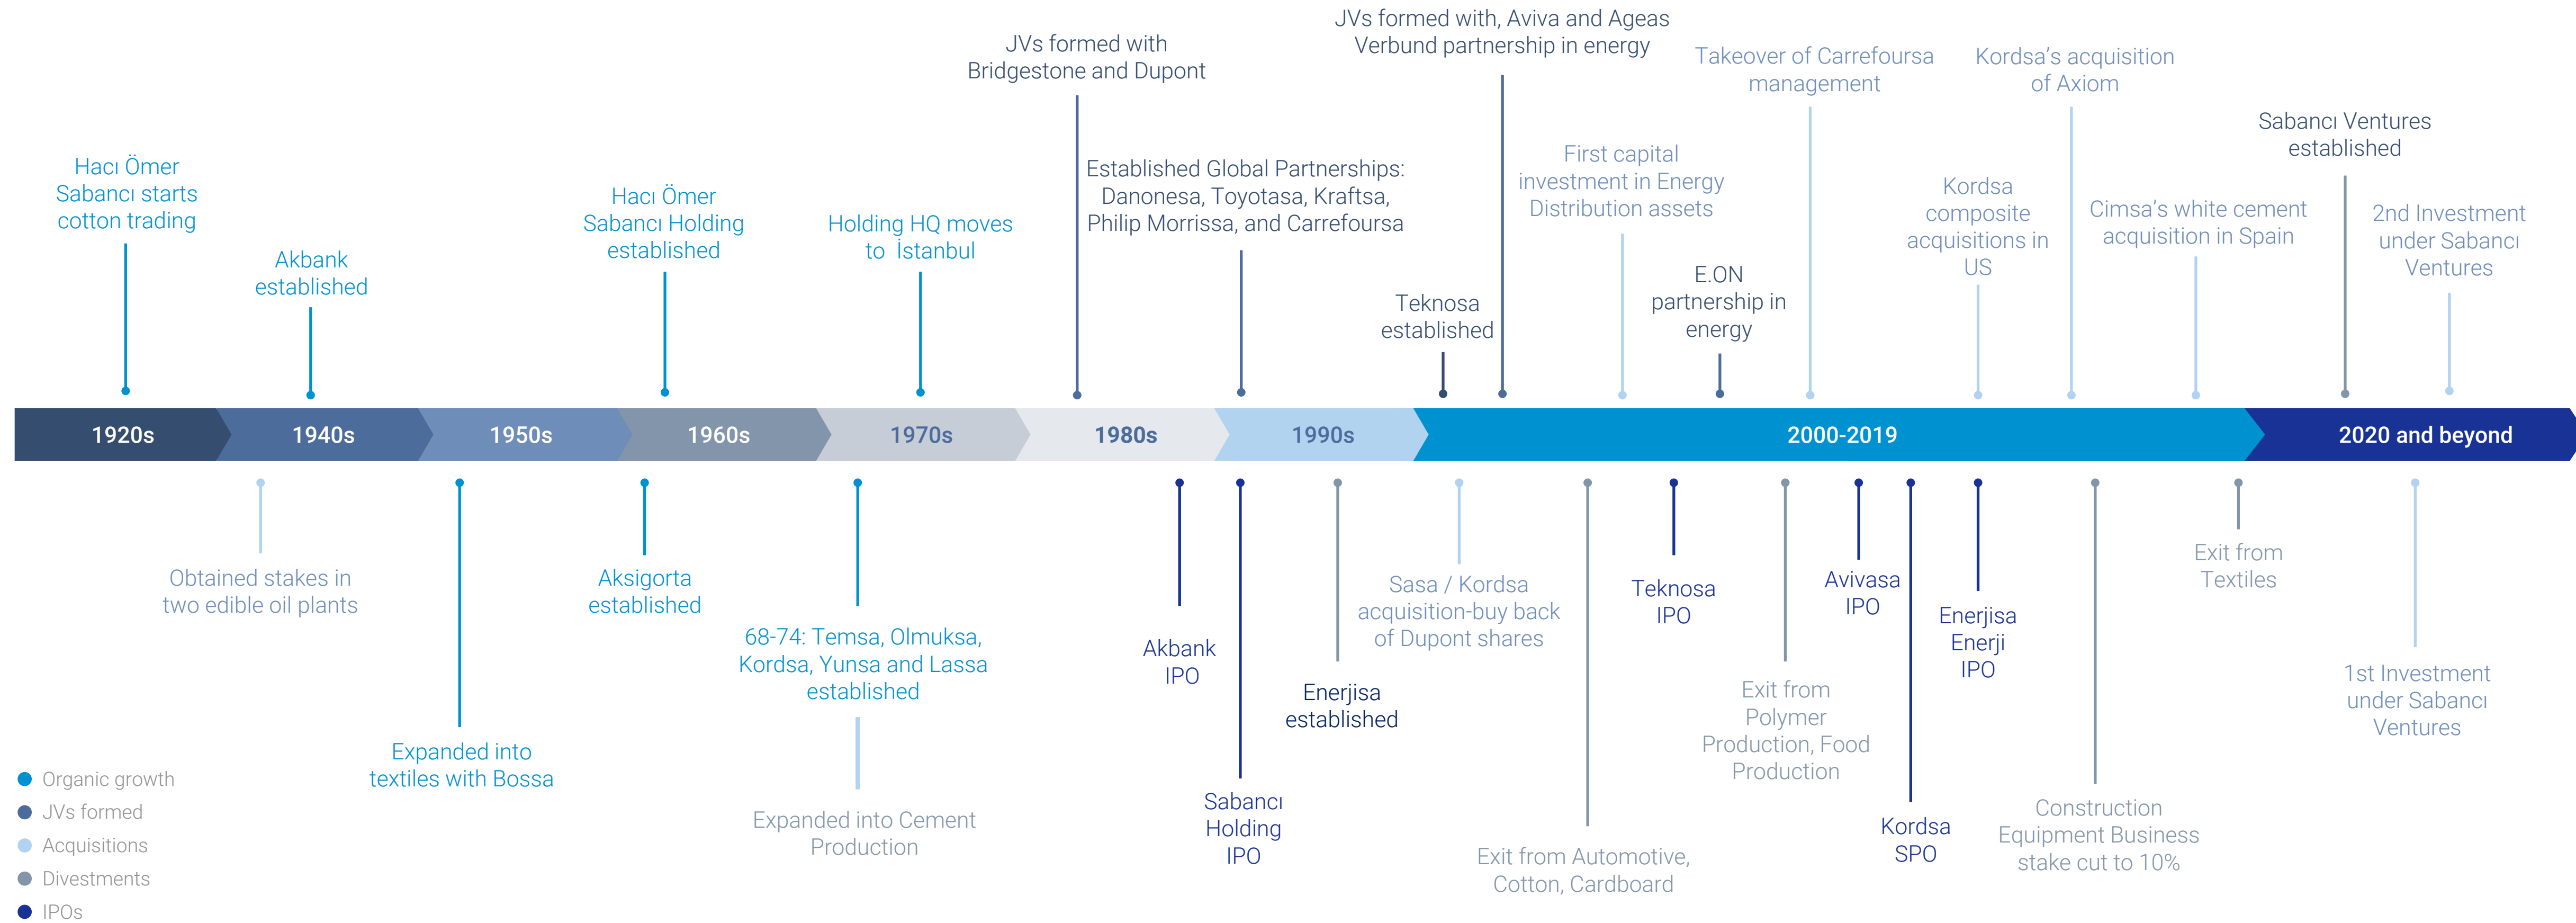 JVs formed with
Bridgestone and Dupont
JVs formed with, Aviva and Ageas
Verbund partnership in energy
Takeover of Carrefoursa
management
Kordsa's acquisition
of Axiom
Sabancı Ventures
established
Hacı Ömer
Sabancı starts
cotton trading
Akbank
established
Hacı Ömer
Sabancı Holding
established
Holding HQ moves
to İstanbul
Established Global Partnerships:
Danonesa, Toyotasa, Kraftsa,
Philip Morrissa, and Carrefoursa
Teknosa
established
First capital
investment in Energy
Distribution assets
E.ON
partnership in
energy
Kordsa
composite
acquisitions in
US
Cimsa's white cement
acquisition in Spain
2nd Investment
under Sabancı
Ventures
1920s
1940s
1950s
1960s
1970s
1980s
1990s
2000-2019
2020 and beyond
Obtained stakes in
two edible oil plants
Expanded into
textiles with Bossa
Aksigorta
established
68-74: Temsa, Olmuksa,
Kordsa, Yunsa and Lassa
established
Expanded into Cement
Production
Akbank
IPO
Sabancı
Holding
IPO
Enerjisa
established
Sasa / Kordsa
acquisition-buy back
of Dupont shares
Exit from Automotive,
Cotton, Cardboard
Teknosa
IPO
Exit from
Polymer
Production, Food
Production
Avivasa
IPO
Kordsa
SPO
Enerjisa
Enerji
IPO
Construction
Equipment Business
stake cut to 10%
Exit from
Textiles
1st Investment
under Sabancı
Ventures
Organic growth
JVs formed
Acquisitions
Divestments
IPOs